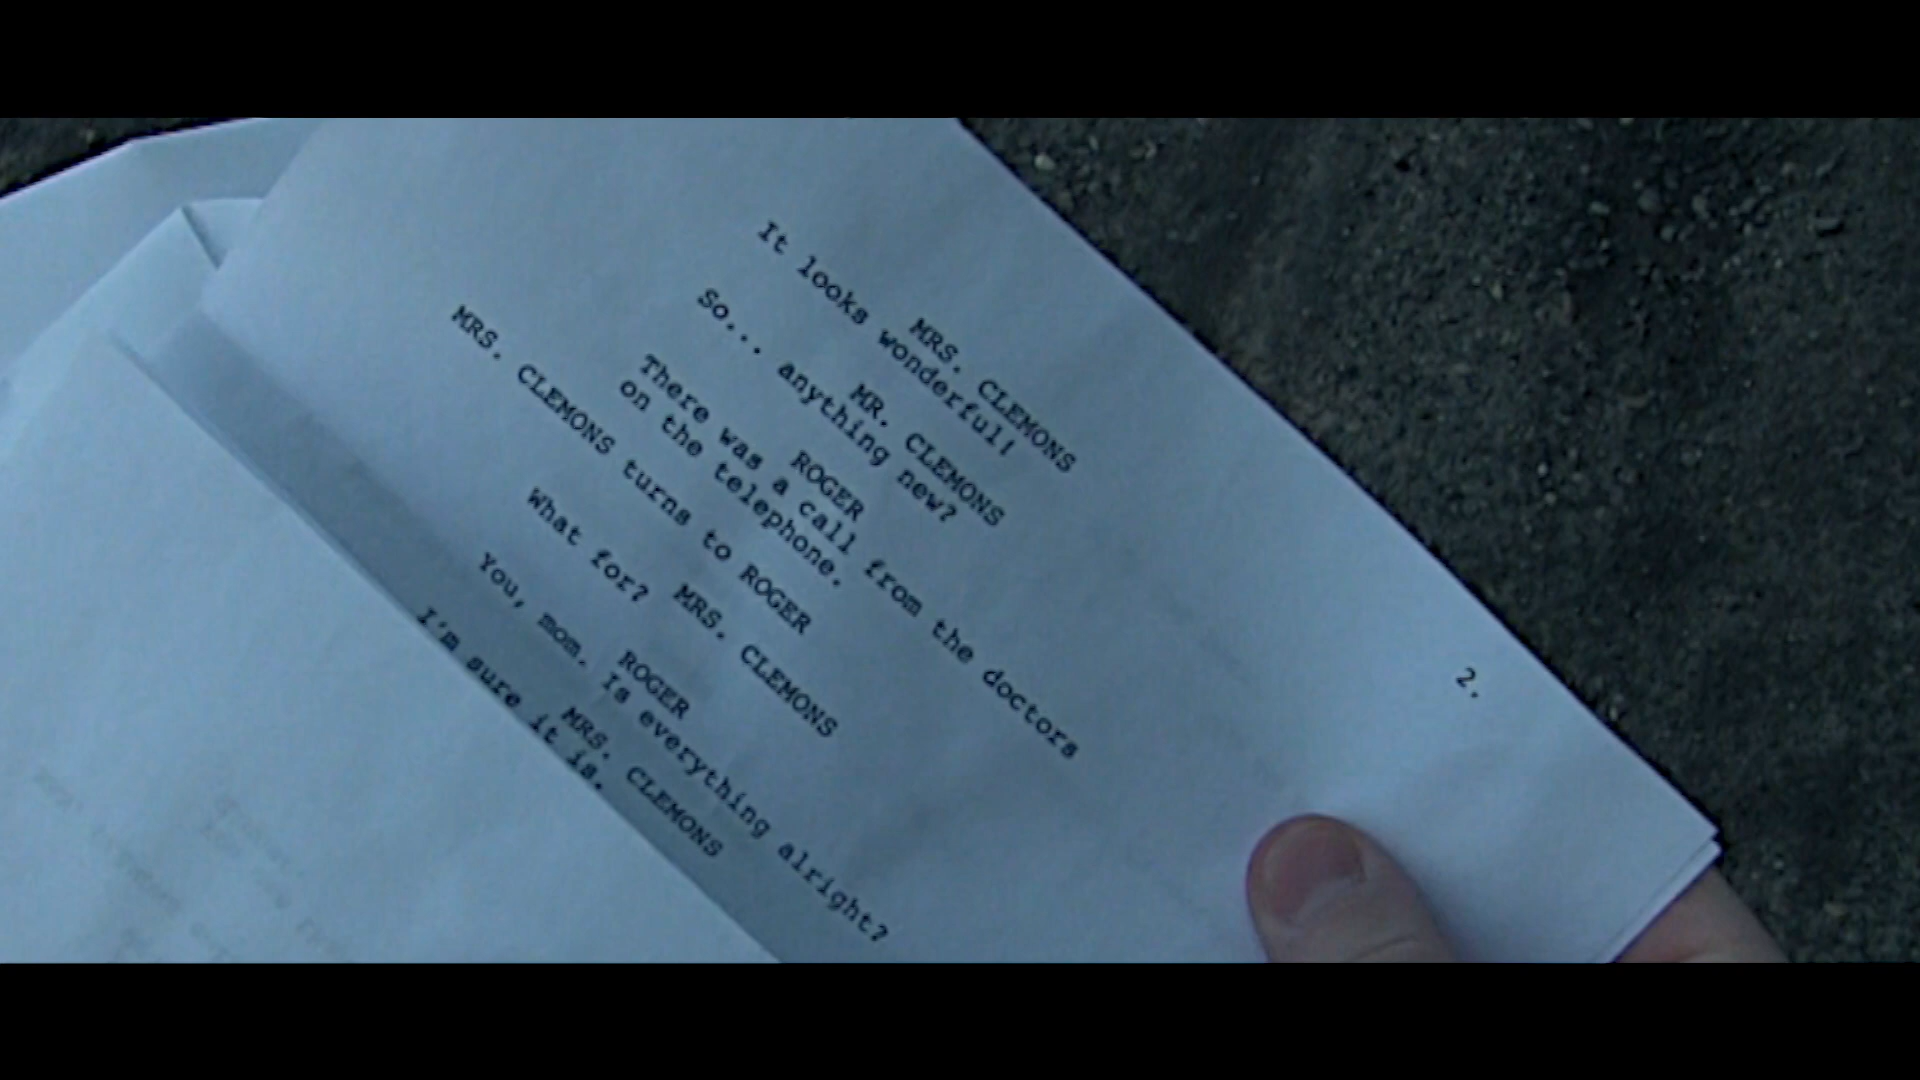 2.
MRS. CLEMONS
It looks wonderful!
MR. CLEMONS
So... anything new?
ROGER
There was a call from the doctors
on the telephone.
MRS. CLEMONS turns to ROGER
MRS. CLEMONS
What for?
ROGER
You, mom. Is everything alright?
MRS. CLEMONS
I'm sure it is.